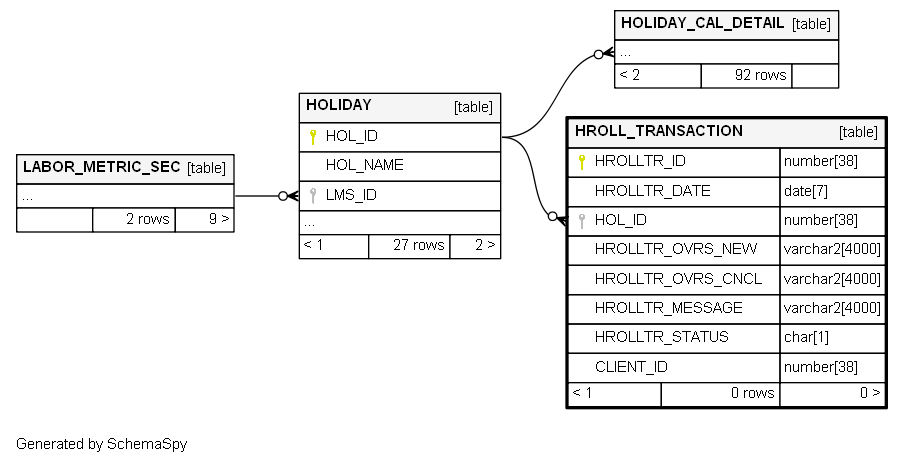 HOLIDAY_CAL_DETAIL [table]
...
< 2 92 rows
HOLIDAY [table]
HOL_ID
HOL_NAME
LMS_ID
...
< 1 27 rows 2 >
LABOR_METRIC_SEC [table]
...
2 rows 9 >
HROLL_TRANSACTION [table]
HROLLTR_ID number[38]
HROLLTR_DATE date[7]
HOL_ID number[38]
HROLLTR_OVRS_NEW varchar2[4000]
HROLLTR_OVRS_CNCL varchar2[4000]
HROLLTR_MESSAGE varchar2[4000]
HROLLTR_STATUS char[1]
CLIENT_ID number[38]
< 1 0 rows 0 >
Generated by SchemaSpy